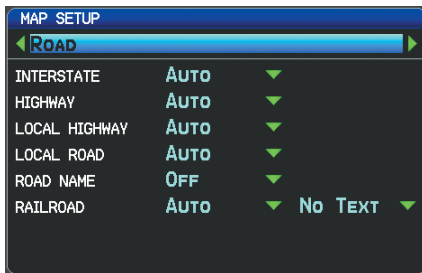 MAP SETUP
ROAD
INTERSTATE AUTO
HIGHWAY AUTO
LOCAL HIGHWAY AUTO
LOCAL ROAD AUTO
ROAD NAME OFF
RAILROAD AUTO NO TEXT